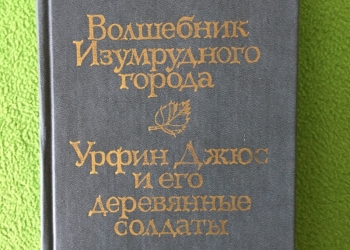 Волшебник
Изумрудного
города
Урфин Джюс
и его
деревянные
солдаты